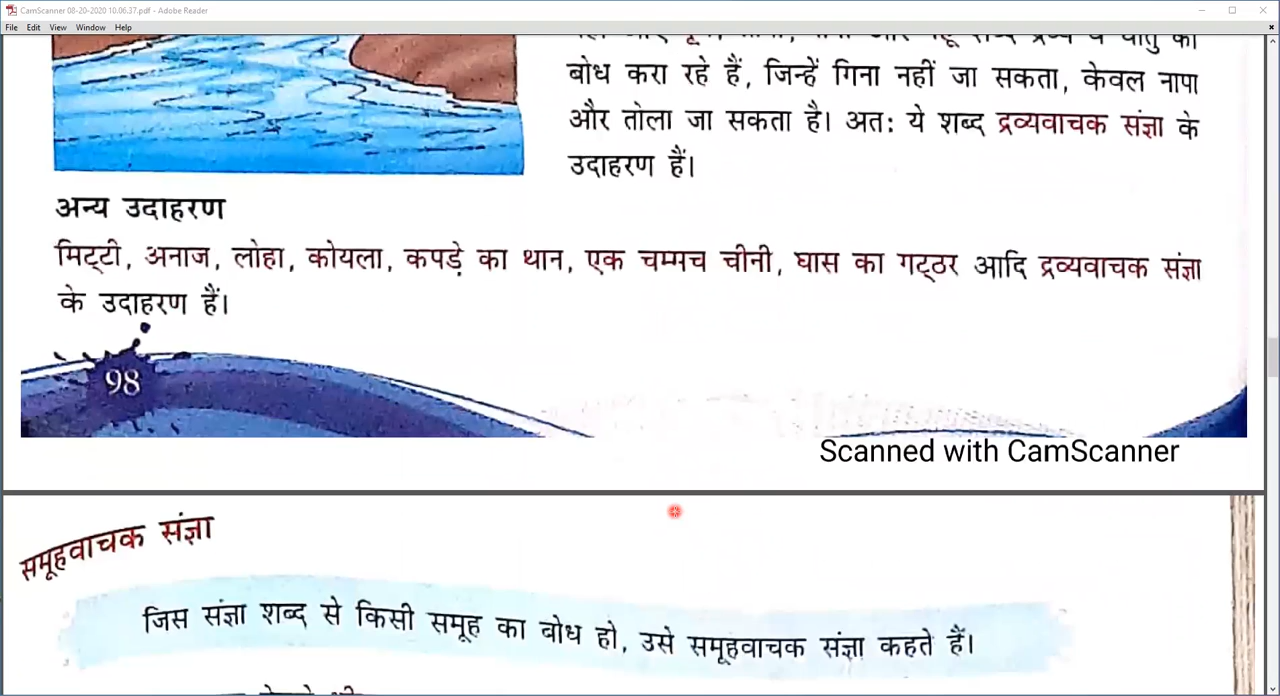 CamScanner 08-20-2020 10.06.37.pdf - Adobe Reader
File Edit View Window Help
बोध करा रहे हैं, जिन्हें गिना नहीं जा सकता, केवल नापा
और तोला जा सकता है। अत: ये शब्द द्रव्यवाचक संज्ञा के
उदाहरण हैं।
अन्य उदाहरण
मिट्‌टी, अनाज, लोहा, कोयला, कपड़े का थान, एक चम्मच चीनी, घास का गट्‌ठर आदि द्रव्यवाचक संज्ञा
के उदाहरण हैं।
98
Scanned with CamScanner
समूहवाचक संज्ञा
जिस संज्ञा शब्द से किसी समूह का बोध हो, उसे समूहवाचक संज्ञा कहते हैं।